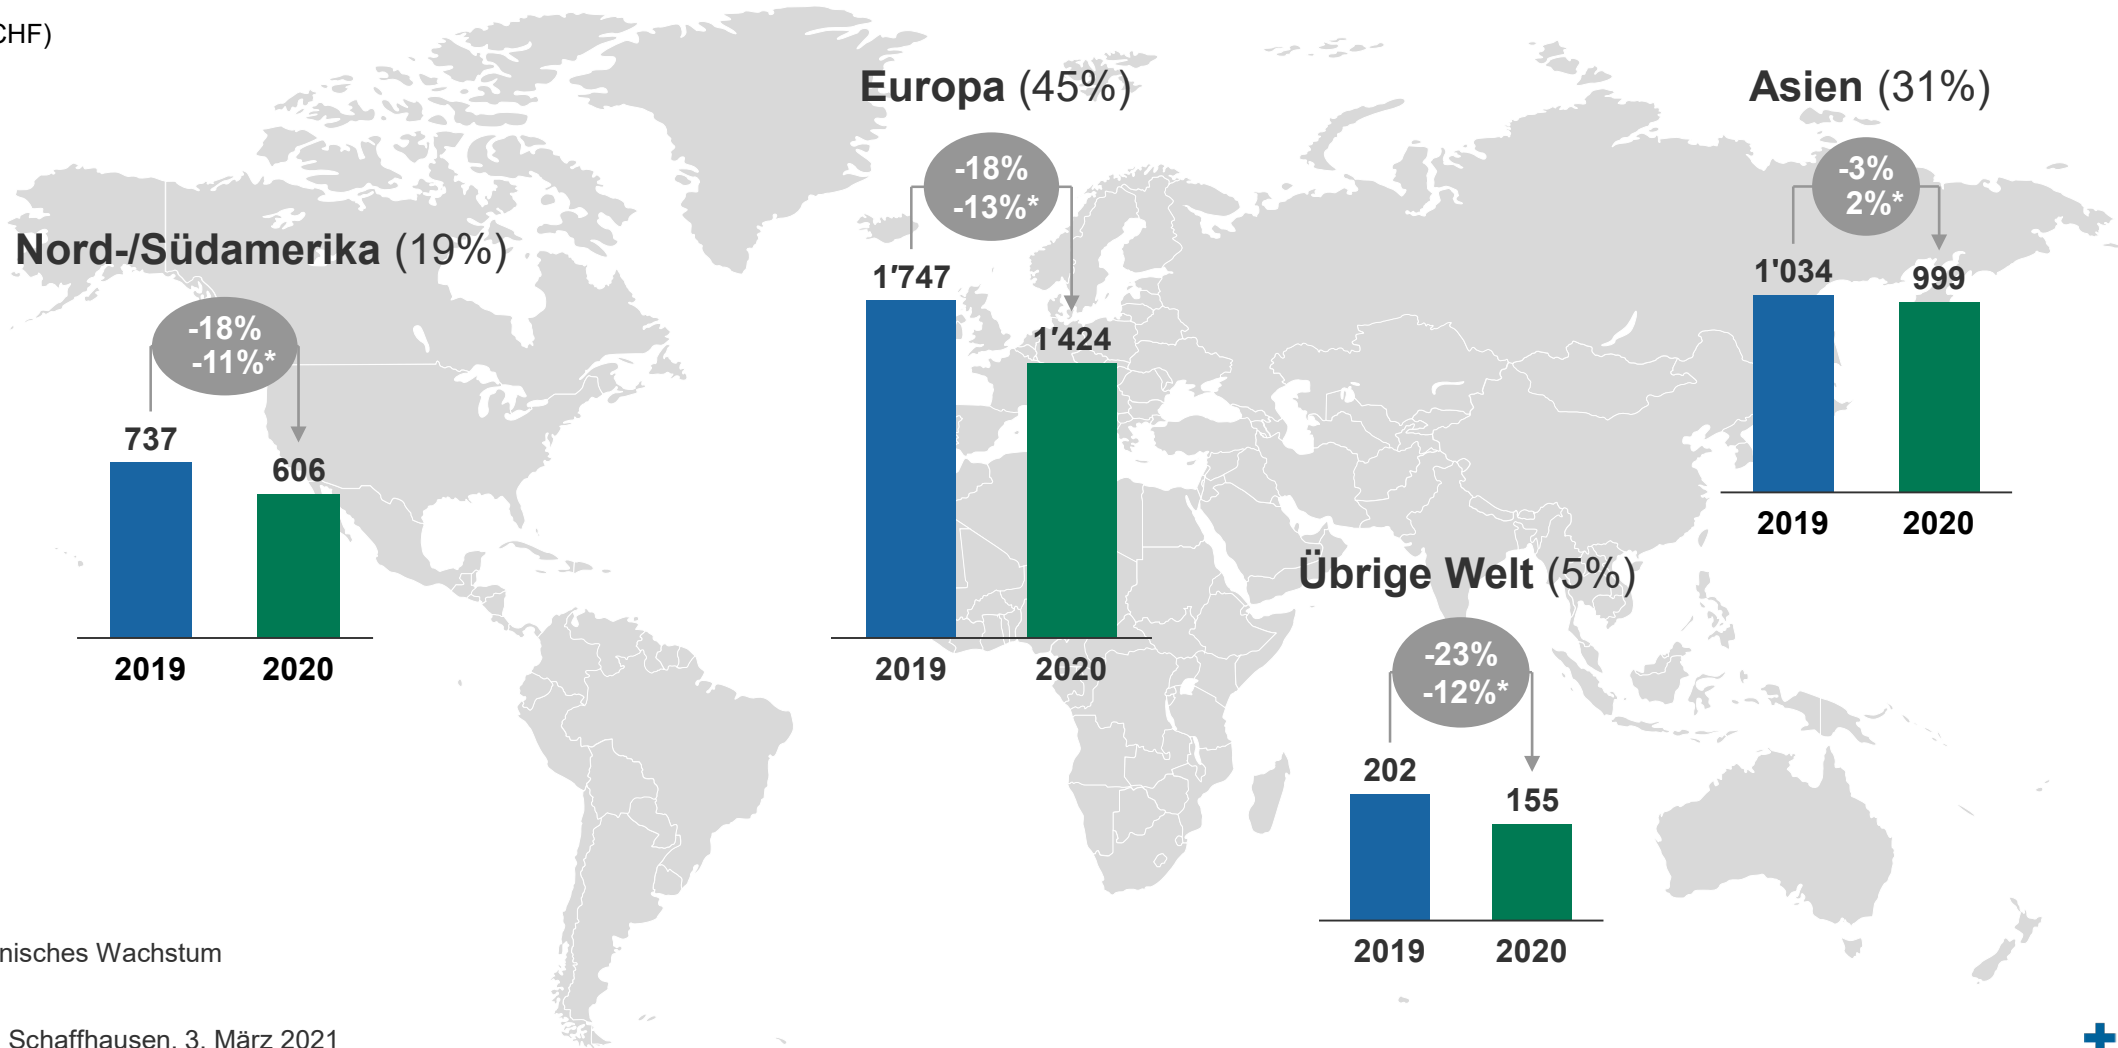 CHF)
Europa (45%)
-18%
-13%*
1′747
1′424
2019 2020
Asien (31%)
-3%
2%*
1'034
999
2019 2020
Nord-/Südamerika (19%)
-18%
-11%*
737
606
2019 2020
Übrige Welt (5%)
-23%
-12%*
202
155
2019 2020
nisches Wachstum
Schaffhausen, 3. März 2021